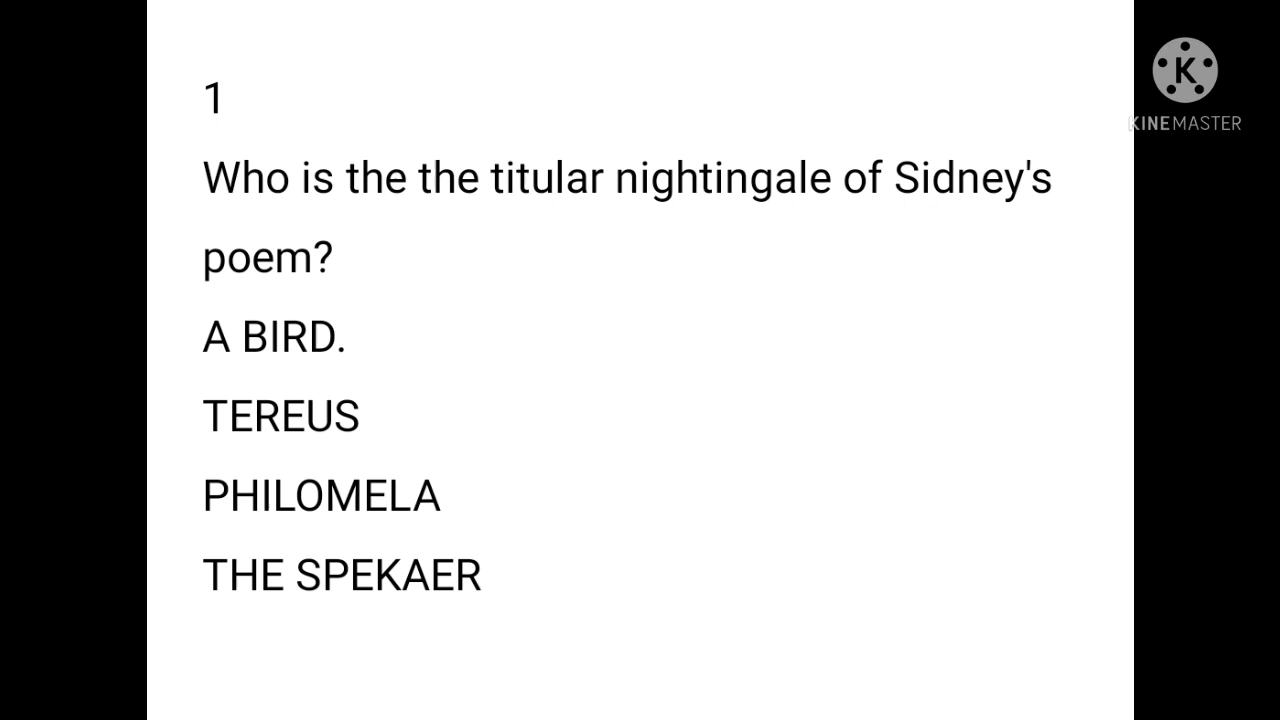 1
Who is the the titular nightingale of Sidney's
poem?
A BIRD.
TEREUS
PHILOMELA
THE SPEKAER
K
KINEMASTER